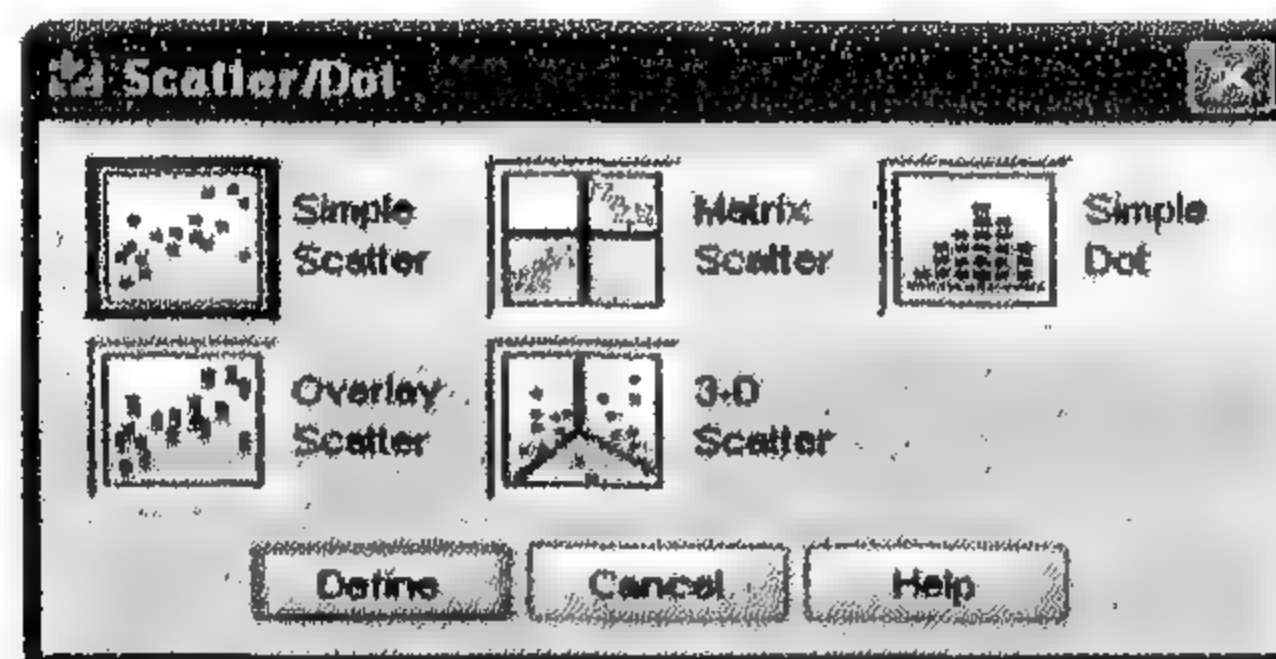 Scatter/Dot
Simple
Scatter
Matrix
Scatter
Simple
Dot
Overlay
Scatter
3-D
Scatter
Define
Cancel
Help